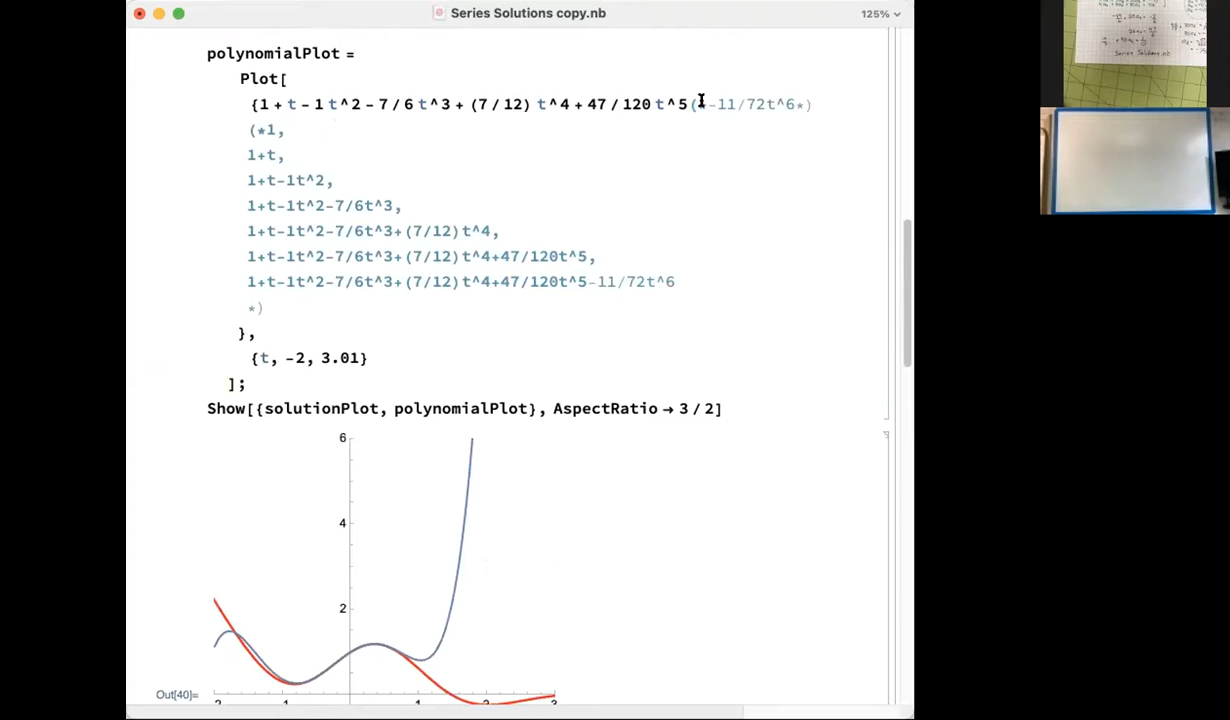 Series Solutions copy.nb
125%
polynomialPlot =
Plot[
{1 + t - 1 t^2 - 7 / 6 t^3 + (7 / 12) t^4 + 47 / 120 t^5(*-11/72t^6*)
(*1,
1+t,
1+t-1t^2,
1+t-1t^2-7/6t^3,
1+t-1t^2-7/6t^3+(7/12)t^4,
1+t-1t^2-7/6t^3+(7/12)t^4+47/120t^5,
1+t-1t^2-7/6t^3+(7/12)t^4+47/120t^5-11/72t^6
*)
},
{t, -2, 3.01}
];
Show[{solutionPlot, polynomialPlot}, AspectRatio → 3 / 2]
6
4
2
Out[40]=
Series Solutions.nb